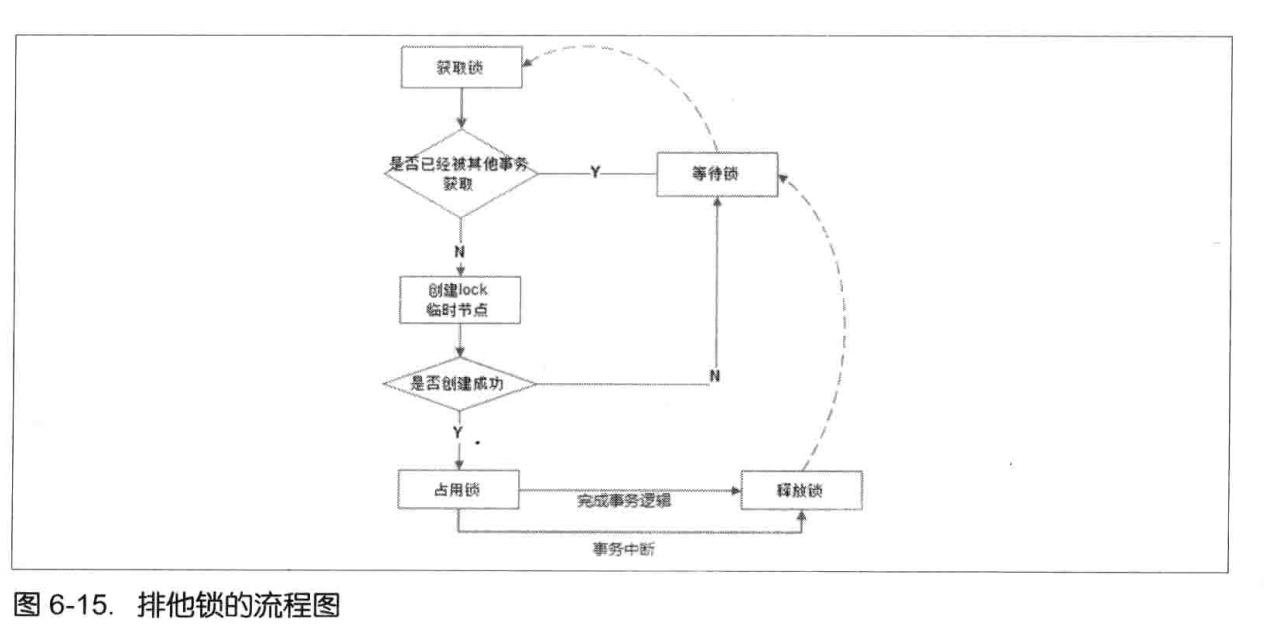 获取锁
是否已经被其他事务
获取
Y
等待锁
N
创建lock
临时节点
是否创建成功
N
Y
占用锁
完成事务逻辑
释放锁
事务中断
图 6-15. 排他锁的流程图